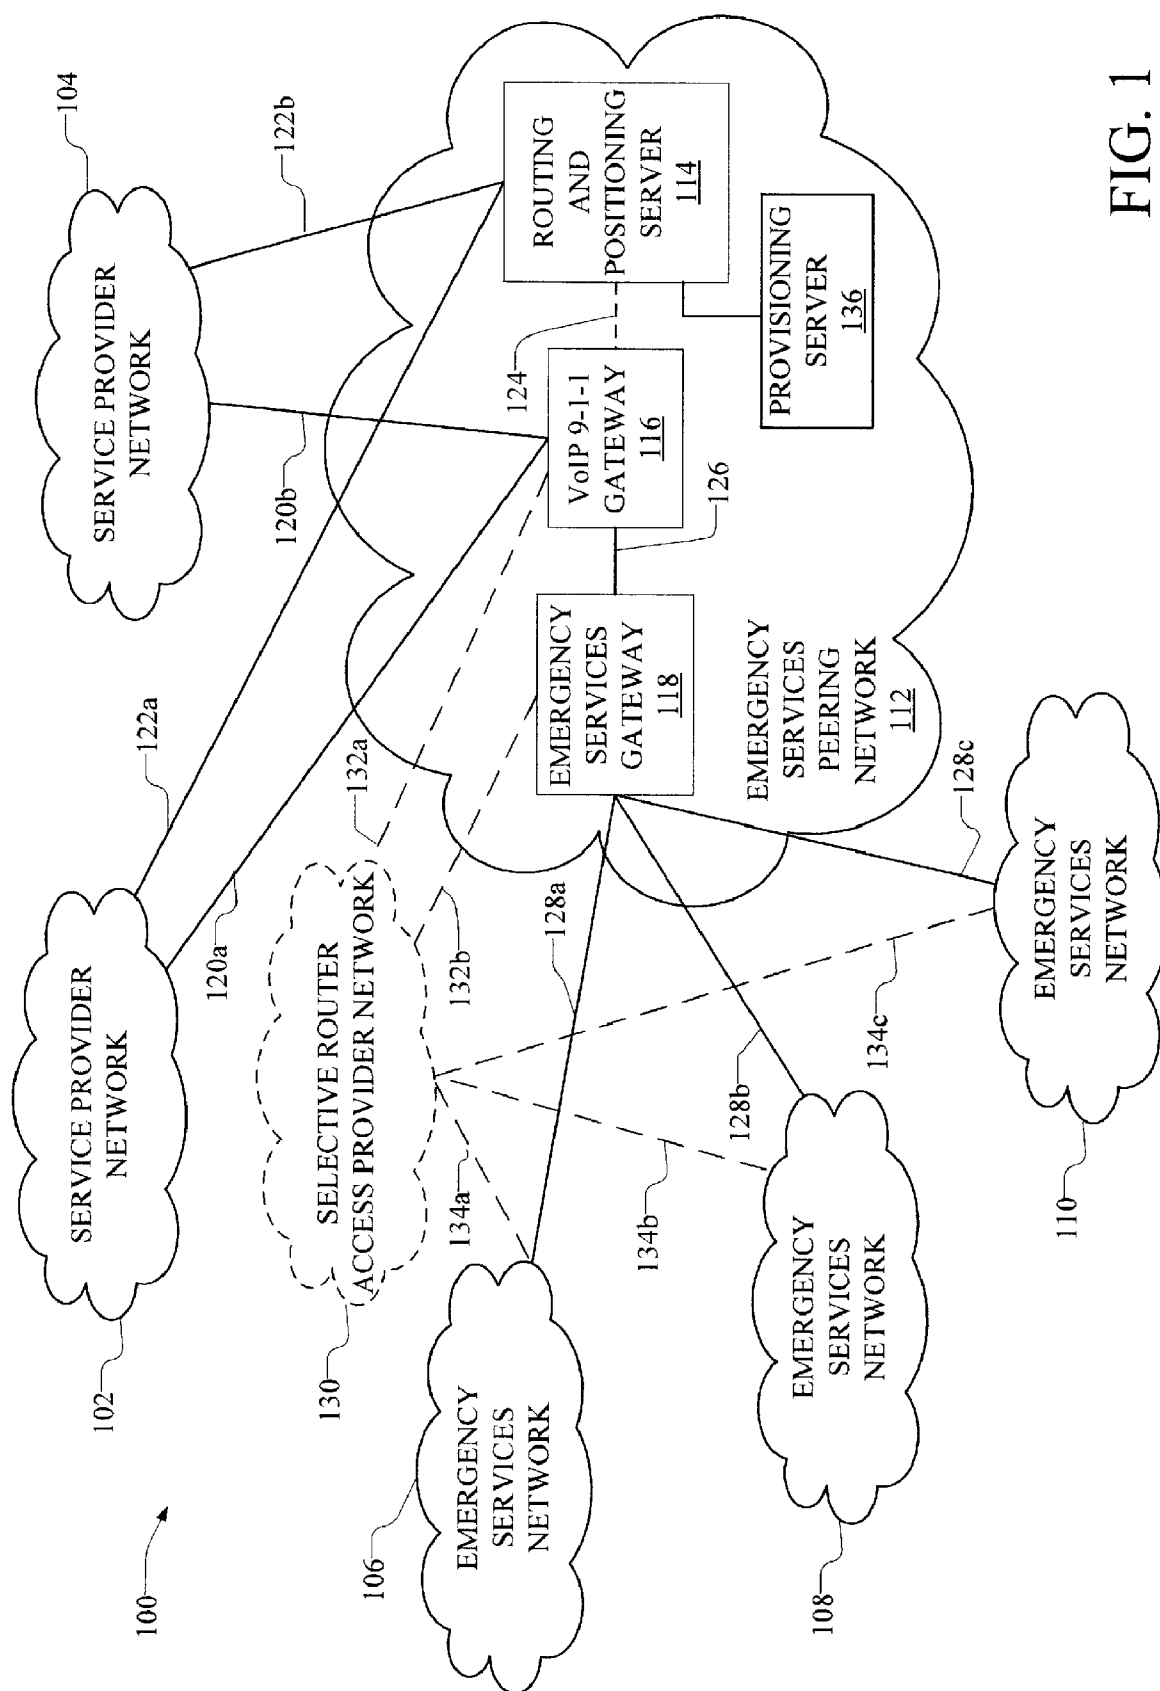 100
102
SERVICE PROVIDER
NETWORK
122a
120a
SERVICE PROVIDER
NETWORK
104
120b
122b
130
SELECTIVE ROUTER
ACCESS PROVIDER NETWORK
132a
132b
134a
128a
106
EMERGENCY
SERVICES
NETWORK
134b
128b
108
EMERGENCY
SERVICES
NETWORK
134c
128c
110
EMERGENCY
SERVICES
NETWORK
EMERGENCY
SERVICES
GATEWAY
118
126
VoIP 9-1-1
GATEWAY
116
124
ROUTING
AND
POSITIONING
SERVER
114
PROVISIONING
SERVER
136
EMERGENCY
SERVICES
PEERING
NETWORK
112
FIG. 1